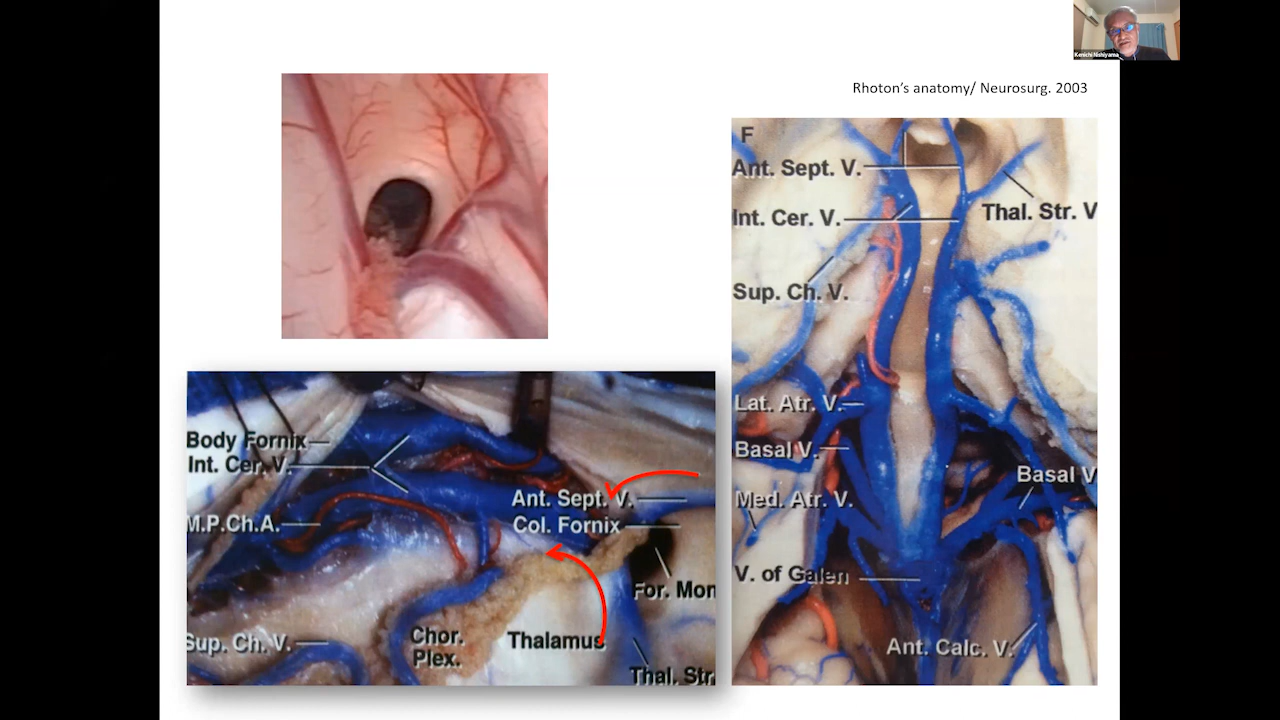 Kenichi Nishiyama
Rhoton's anatomy/ Neurosurg. 2003
F
Ant. Sept. V.
Int. Cer. V.
Thal. Str. V
Sup. Ch. V.
Lat. Atr. V.
Basal V.
Basal V
Med. Atr. V.
V. of Galen
Ant. Calc. V.
Body Fornix
Int. Cer. V.
M.P.Ch.A.
Ant. Sept. V.
Col. Fornix
For. Mon
Sup. Ch. V.
Chor.
Plex.
Thalamus
Thal. Str.